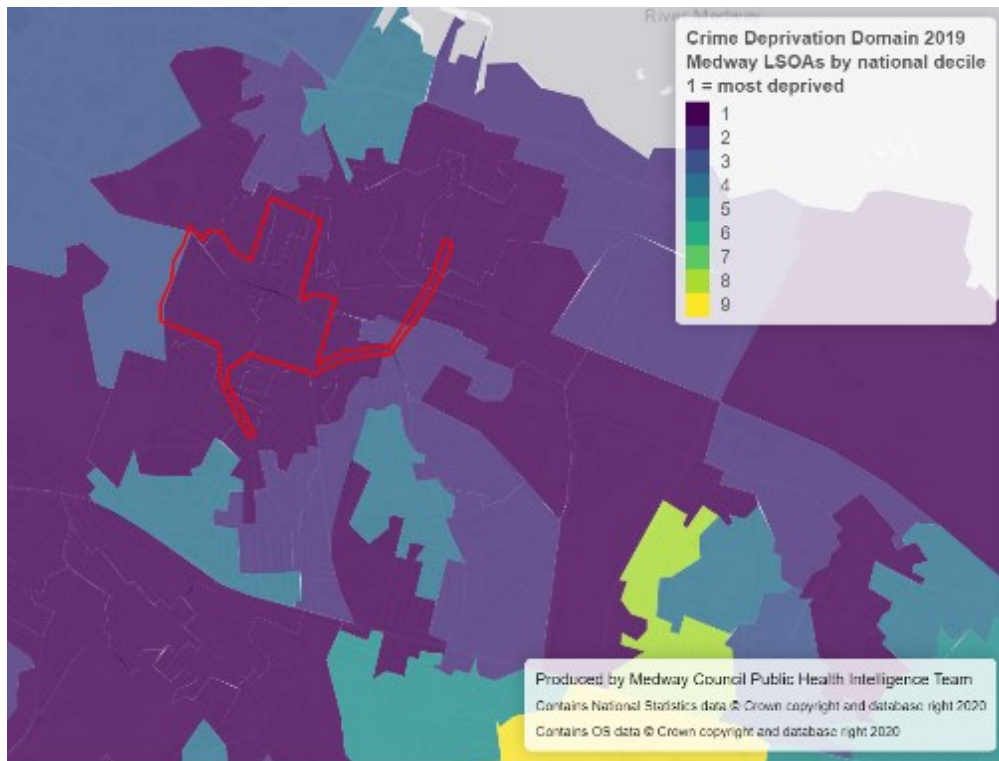 River Medway
Crime Deprivation Domain 2019
Medway LSOAs by national decile
1 = most deprived
1
2
3
4
5
6
7
8
9
Produced by Medway Council Public Health Intelligence Team
Contains National Statistics data © Crown copyright and database right 2020
Contains OS data © Crown copyright and database right 2020